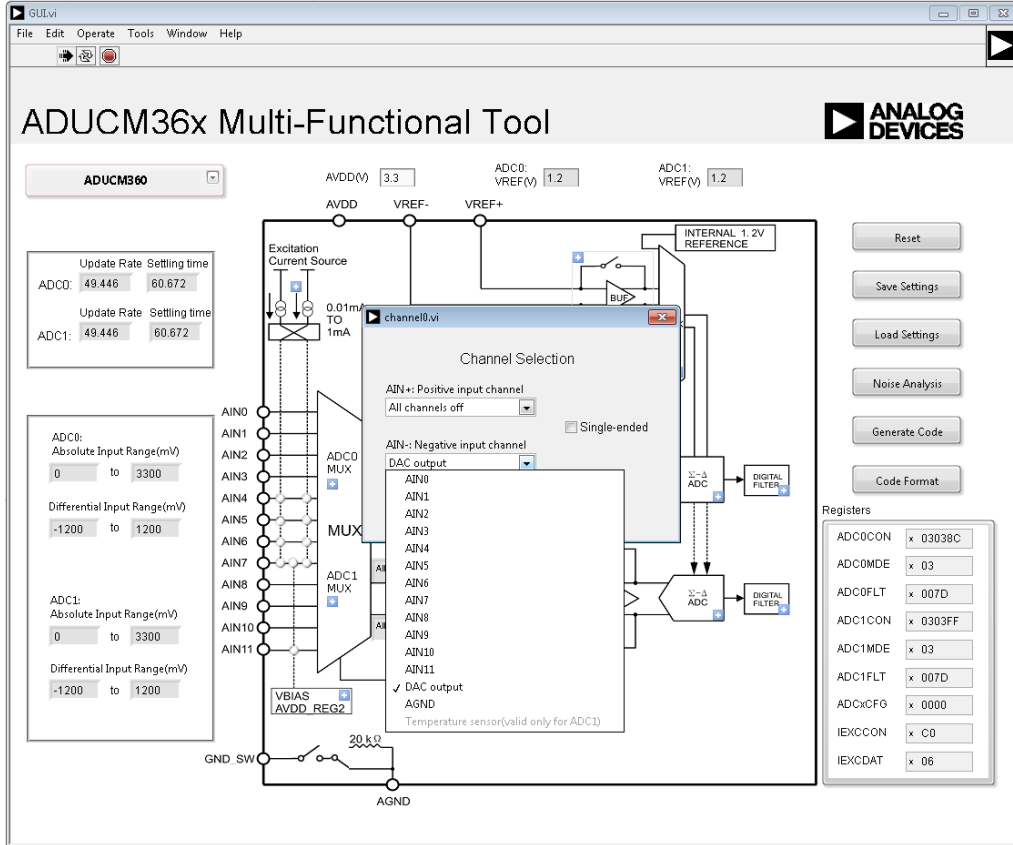 GUI.vi
File Edit Operate Tools Window Help
ADUCM36x Multi-Functional Tool
ANALOG
DEVICES
ADUCM360
AVDD(V) 3.3
ADC0:
VREF(V) 1.2
ADC1:
VREF(V) 1.2
AVDD VREF- VREF+
Update Rate Settling time
ADC0: 49.446 60.672
Update Rate Settling time
ADC1: 49.446 60.672
Excitation
Current Source
0.01mA
TO
1mA
INTERNAL 1.2V
REFERENCE
BUF
Reset
Save Settings
Load Settings
Noise Analysis
Generate Code
Code Format
channel0.vi
Channel Selection
AIN+: Positive input channel
All channels off
Single-ended
AIN-: Negative input channel
DAC output
AIN0
AIN1
AIN2
AIN3
AIN4
AIN5
AIN6
AIN7
AIN8
AIN9
AIN10
AIN11
✓ DAC output
AGND
Temperature sensor(valid only for ADC1)
ADC0:
Absolute Input Range(mV)
0 to 3300
Differential Input Range(mV)
-1200 to 1200
ADC1:
Absolute Input Range(mV)
0 to 3300
Differential Input Range(mV)
-1200 to 1200
AIN0
AIN1
AIN2
AIN3
AIN4
AIN5
AIN6
AIN7
AIN8
AIN9
AIN10
AIN11
ADC0
MUX
MUX
ADC1
MUX
Σ-Δ
ADC
DIGITAL
FILTER
Σ-Δ
ADC
DIGITAL
FILTER
VBIAS
AVDD_REG2
20 kΩ
GND_SW
AGND
Registers
ADC0CON x 03038C
ADC0MDE x 03
ADC0FLT x 007D
ADC1CON x 0303FF
ADC1MDE x 03
ADC1FLT x 007D
ADCxCFG x 0000
IEXCCON x C0
IEXCDAT x 06